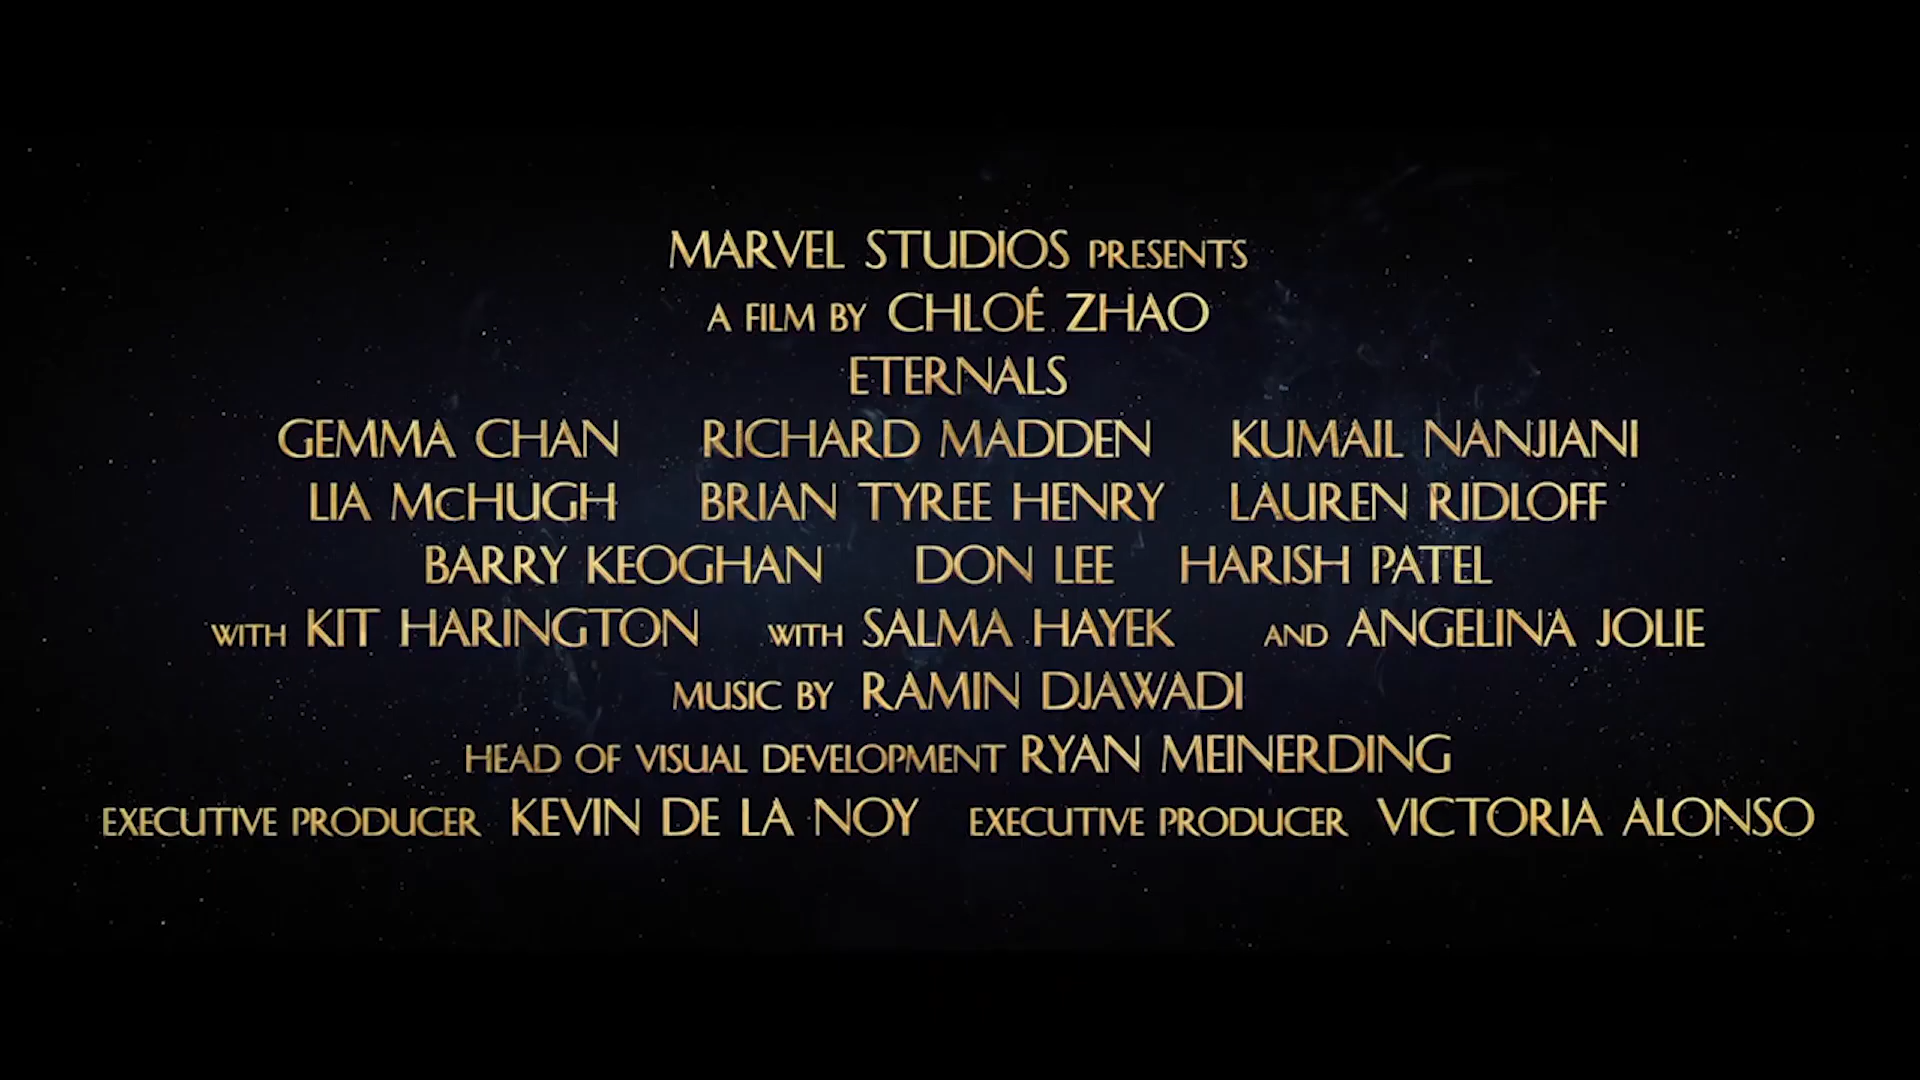 MARVEL STUDIOS PRESENTS
A FILM BY CHLOÉ ZHAO
ETERNALS
GEMMA CHAN RICHARD MADDEN KUMAIL NANJIANI
LIA McHUGH BRIAN TYREE HENRY LAUREN RIDLOFF
BARRY KEOGHAN DON LEE HARISH PATEL
WITH KIT HARINGTON WITH SALMA HAYEK AND ANGELINA JOLIE
MUSIC BY RAMIN DJAWADI
HEAD OF VISUAL DEVELOPMENT RYAN MEINERDING
EXECUTIVE PRODUCER KEVIN DE LA NOY EXECUTIVE PRODUCER VICTORIA ALONSO